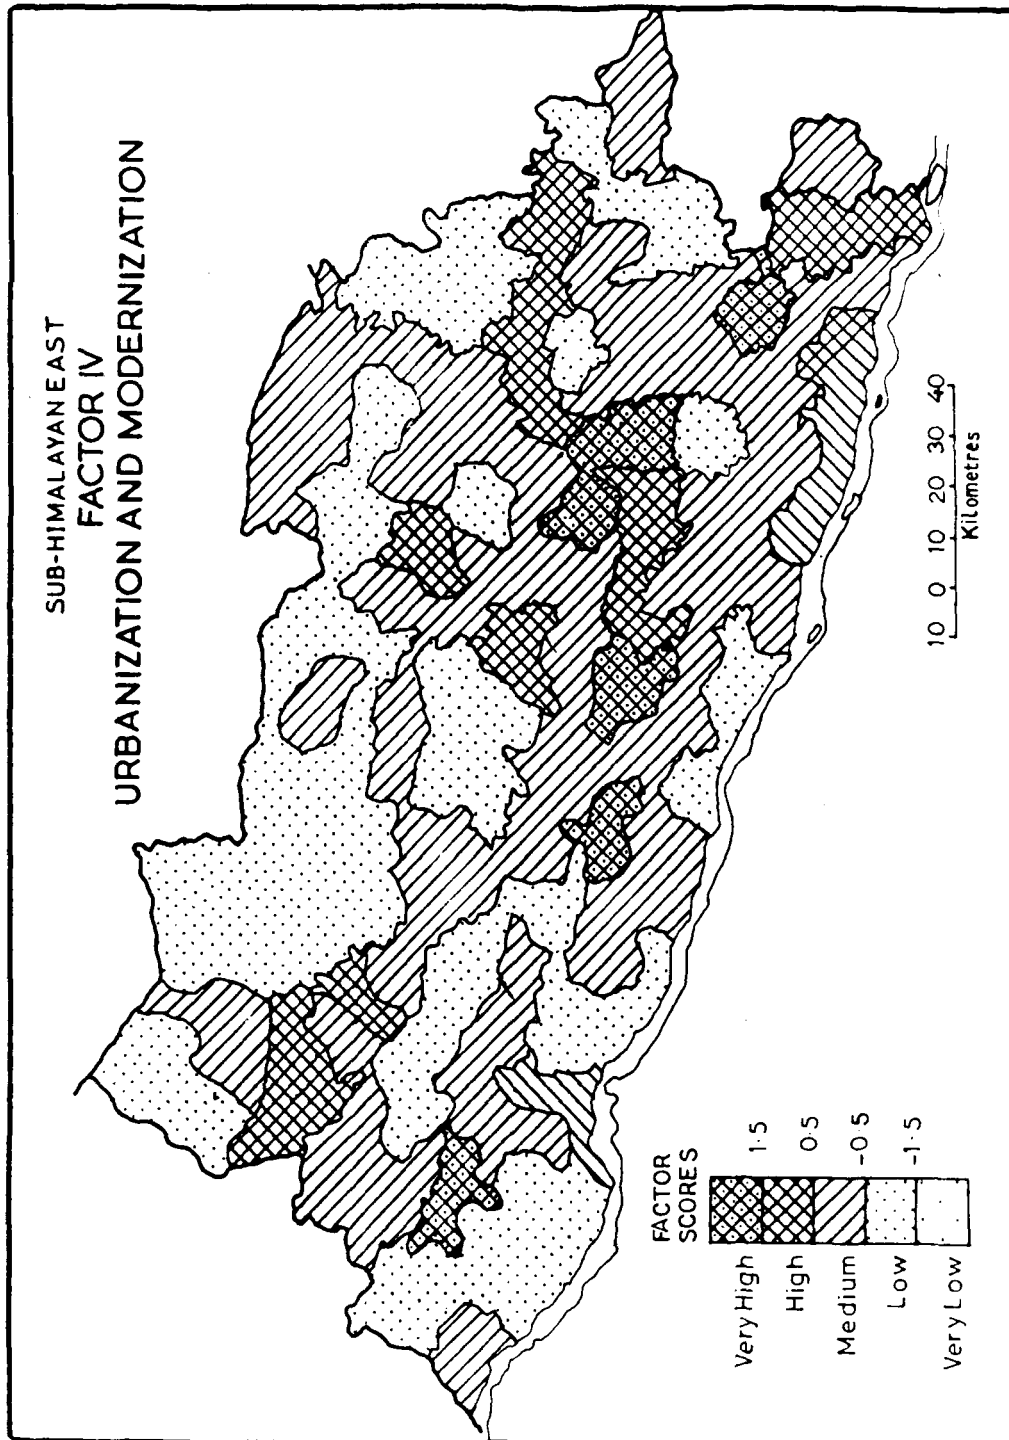 SUB-HIMALAYAN EAST
FACTOR IV
URBANIZATION AND MODERNIZATION
FACTOR
SCORES
Very High
1·5
High
0·5
Medium
-0·5
Low
-1·5
Very Low
10 0 10 20 30 40
Kilometres